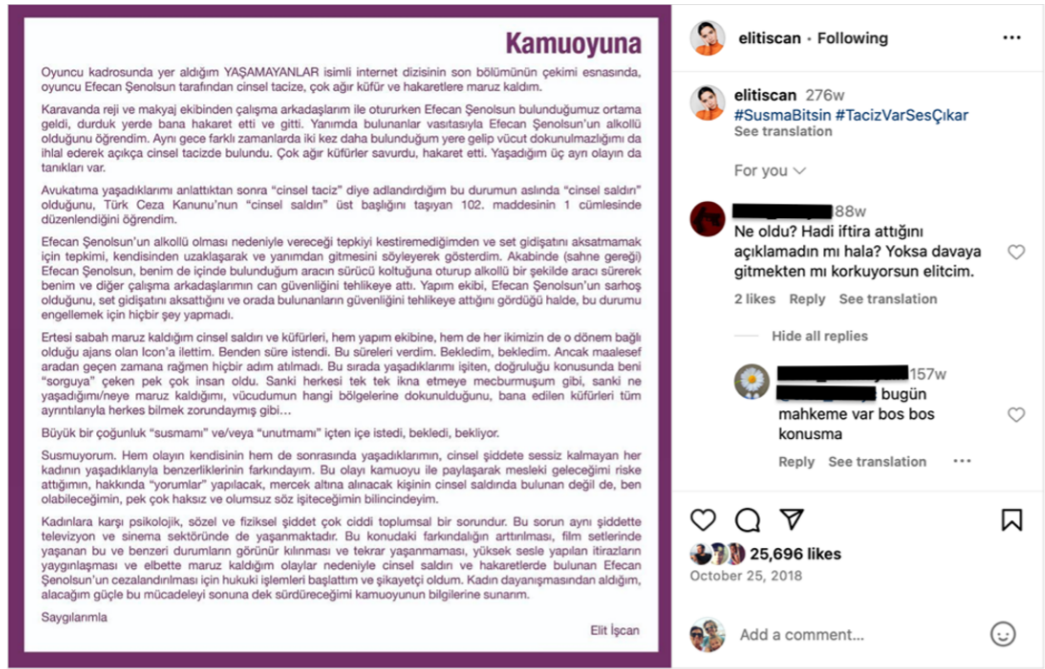 Kamuoyuna
Oyuncu kadrosunda yer aldığım YAŞAMAYANLAR isimli internet dizisinin son bölümünün çekimi esnasında,
oyuncu Efecan Şenolsun tarafından cinsel tacize, çok ağır küfür ve hakaretlere maruz kaldım.
Karavanda reji ve makyaj ekibinden çalışma arkadaşlarım ile otururken Efecan Şenolsun bulunduğumuz ortama
geldi, durduk yerde bana hakaret etti ve gitti. Yanımda bulunanlar vasıtasıyla Efecan Şenolsun'un alkollü
olduğunu öğrendim. Aynı gece farklı zamanlarda iki kez daha bulunduğum yere gelip vücut dokunulmazlığımı da
ihlal ederek açıkça cinsel tacizde bulundu. Çok ağır küfürler savurdu, hakaret etti. Yaşadığım üç ayrı olayın da
tanıkları var.
Avukatıma yaşadıklarımı anlattıktan sonra "cinsel taciz" diye adlandırdığım bu durumun aslında "cinsel saldırı"
olduğunu, Türk Ceza Kanunu'nun "cinsel saldırı" üst başlığını taşıyan 102. maddesinin 1 cümlesinde
düzenlendiğini öğrendim.
Efecan Şenolsun'un alkollü olması nedeniyle vereceği tepkiyi kestiremediğimden ve set gidişatını aksatmamak
için tepkimi, kendisinden uzaklaşarak ve yanımdan gitmesini söyleyerek gösterdim. Akabinde (sahne gereği)
Efecan Şenolsun, benim de içinde bulunduğum aracın sürücü koltuğuna oturup alkollü bir şekilde aracı sürerek
benim ve diğer çalışma arkadaşlarımın can güvenliğini tehlikeye attı. Yapım ekibi, Efecan Şenolsun'un sarhoş
olduğunu, set gidişatını aksattığını ve orada bulunanların güvenliğini tehlikeye attığını gördüğü halde, bu durumu
engellemek için hiçbir şey yapmadı.
Ertesi sabah maruz kaldığım cinsel saldırı ve küfürleri, hem yapım ekibine, hem de her ikimizin de o dönem bağlı
olduğu ajans olan Icon'a ilettim. Benden süre istendi. Bu süreleri verdim. Bekledim, bekledim. Ancak maalesef
aradan geçen zamana rağmen hiçbir adım atılmadı. Bu sırada yaşadıklarımı işiten, doğruluğu konusunda beni
"sorguya" çeken pek çok insan oldu. Sanki herkesi tek tek ikna etmeye mecburmuşum gibi, sanki ne
yaşadığımı/neye maruz kaldığımı, vücudumun hangi bölgelerine dokunulduğunu, bana edilen küfürleri tüm
ayrıntılarıyla herkes bilmek zorundaymış gibi...
Büyük bir çoğunluk "susmamı" ve/veya "unutmamı" içten içe istedi, bekledi, bekliyor.
Susmuyorum. Hem olayın kendisinin hem de sonrasında yaşadıklarımın, cinsel şiddete sessiz kalmayan her
kadının yaşadıklarıyla benzerliklerinin farkındayım. Bu olayı kamuoyu ile paylaşarak mesleki geleceğimi riske
attığımın, hakkında "yorumlar" yapılacak, mercek altına alınacak kişinin cinsel saldırıda bulunan değil de, ben
olabileceğimin, pek çok haksız ve olumsuz söz işiteceğimin bilincindeyim.
Kadınlara karşı psikolojik, sözel ve fiziksel şiddet çok ciddi toplumsal bir sorundur. Bu sorun aynı şiddette
televizyon ve sinema sektöründe de yaşanmaktadır. Bu konudaki farkındalığın arttırılması, film setlerinde
yaşanan bu ve benzeri durumların görünür kılınması ve tekrar yaşanmaması, yüksek sesle yapılan itirazların
yaygınlaşması ve elbette maruz kaldığım olaylar nedeniyle cinsel saldırı ve hakaretlerde bulunan Efecan
Şenolsun'un cezalandırılması için hukuki işlemleri başlattım ve şikayetçi oldum. Kadın dayanışmasından aldığım,
alacağım güçle bu mücadeleyi sonuna dek sürdüreceğimi kamuoyunun bilgilerine sunarım.
Saygılarımla
Elit İşcan
elitiscan · Following
elitiscan 276w
#SusmaBitsin #TacizVarSesÇıkar
See translation
For you
88w
Ne oldu? Hadi iftira attığını
açıklamadın mı hala? Yoksa davaya
gitmekten mı korkuyorsun elitcim.
2 likes Reply See translation
Hide all replies
157w
bugün
mahkeme var bos bos
konusma
Reply See translation
25,696 likes
October 25, 2018
Add a comment...